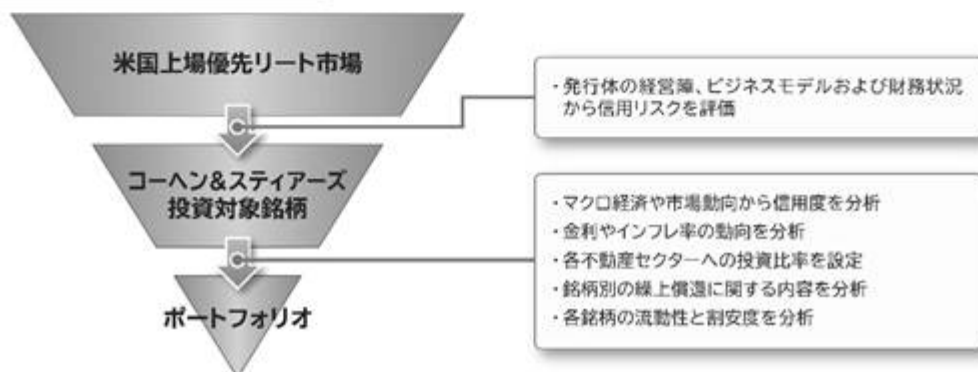 米国上場優先リート市場
・発行体の経営陣、ビジネスモデルおよび財務状況
から信用リスクを評価
コーヘン&スティアーズ
投資対象銘柄
・マクロ経済や市場動向から信用度を分析
・金利やインフレ率の動向を分析
・各不動産セクターへの投資比率を設定
・銘柄別の繰上償還に関する内容を分析
・各銘柄の流動性と割安度を分析
ポートフォリオ